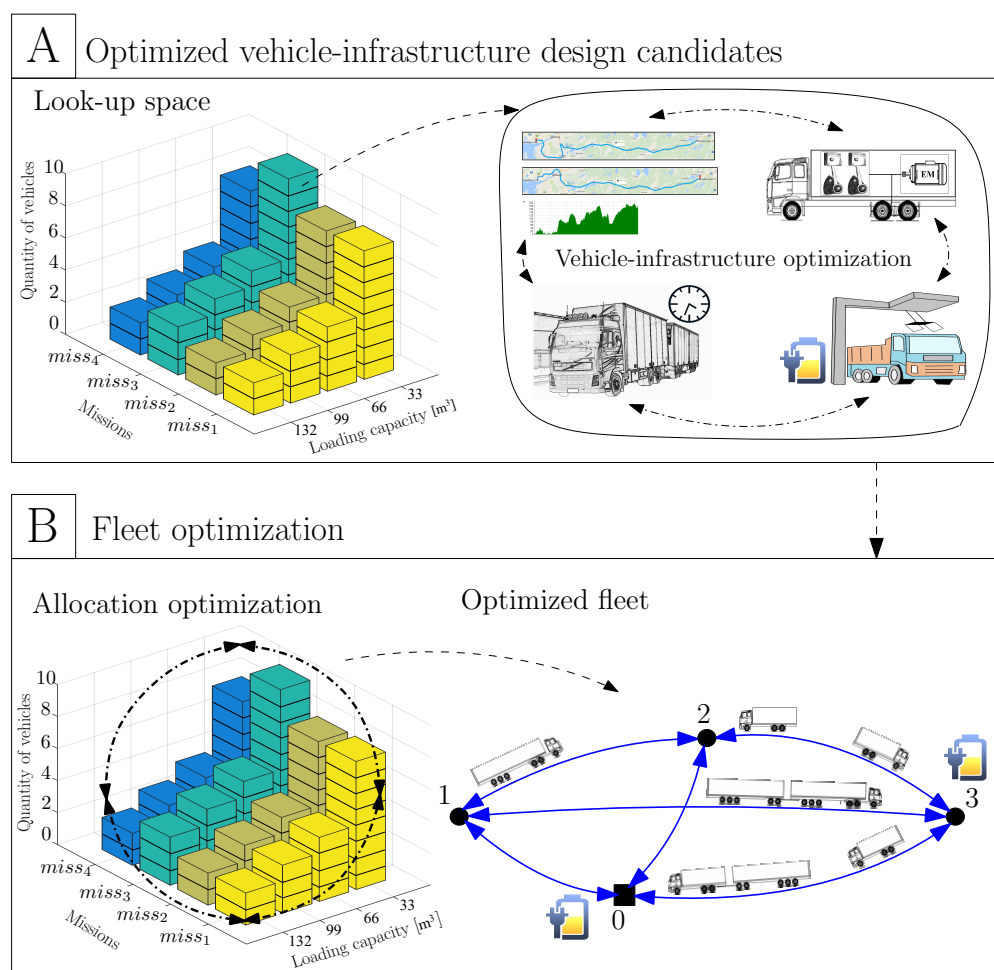 A Optimized vehicle-infrastructure design candidates
Look-up space
Quantity of vehicles
10
8
6
4
2
0
miss4
miss3
miss2
miss1
Missions
132
99
66
33
Loading capacity [m³]
EM
Vehicle-infrastructure optimization
B Fleet optimization
Allocation optimization
Optimized fleet
Quantity of vehicles
10
8
6
4
2
0
miss4
miss3
miss2
miss1
Missions
132
99
66
33
Loading capacity [m³]
2
1
3
0